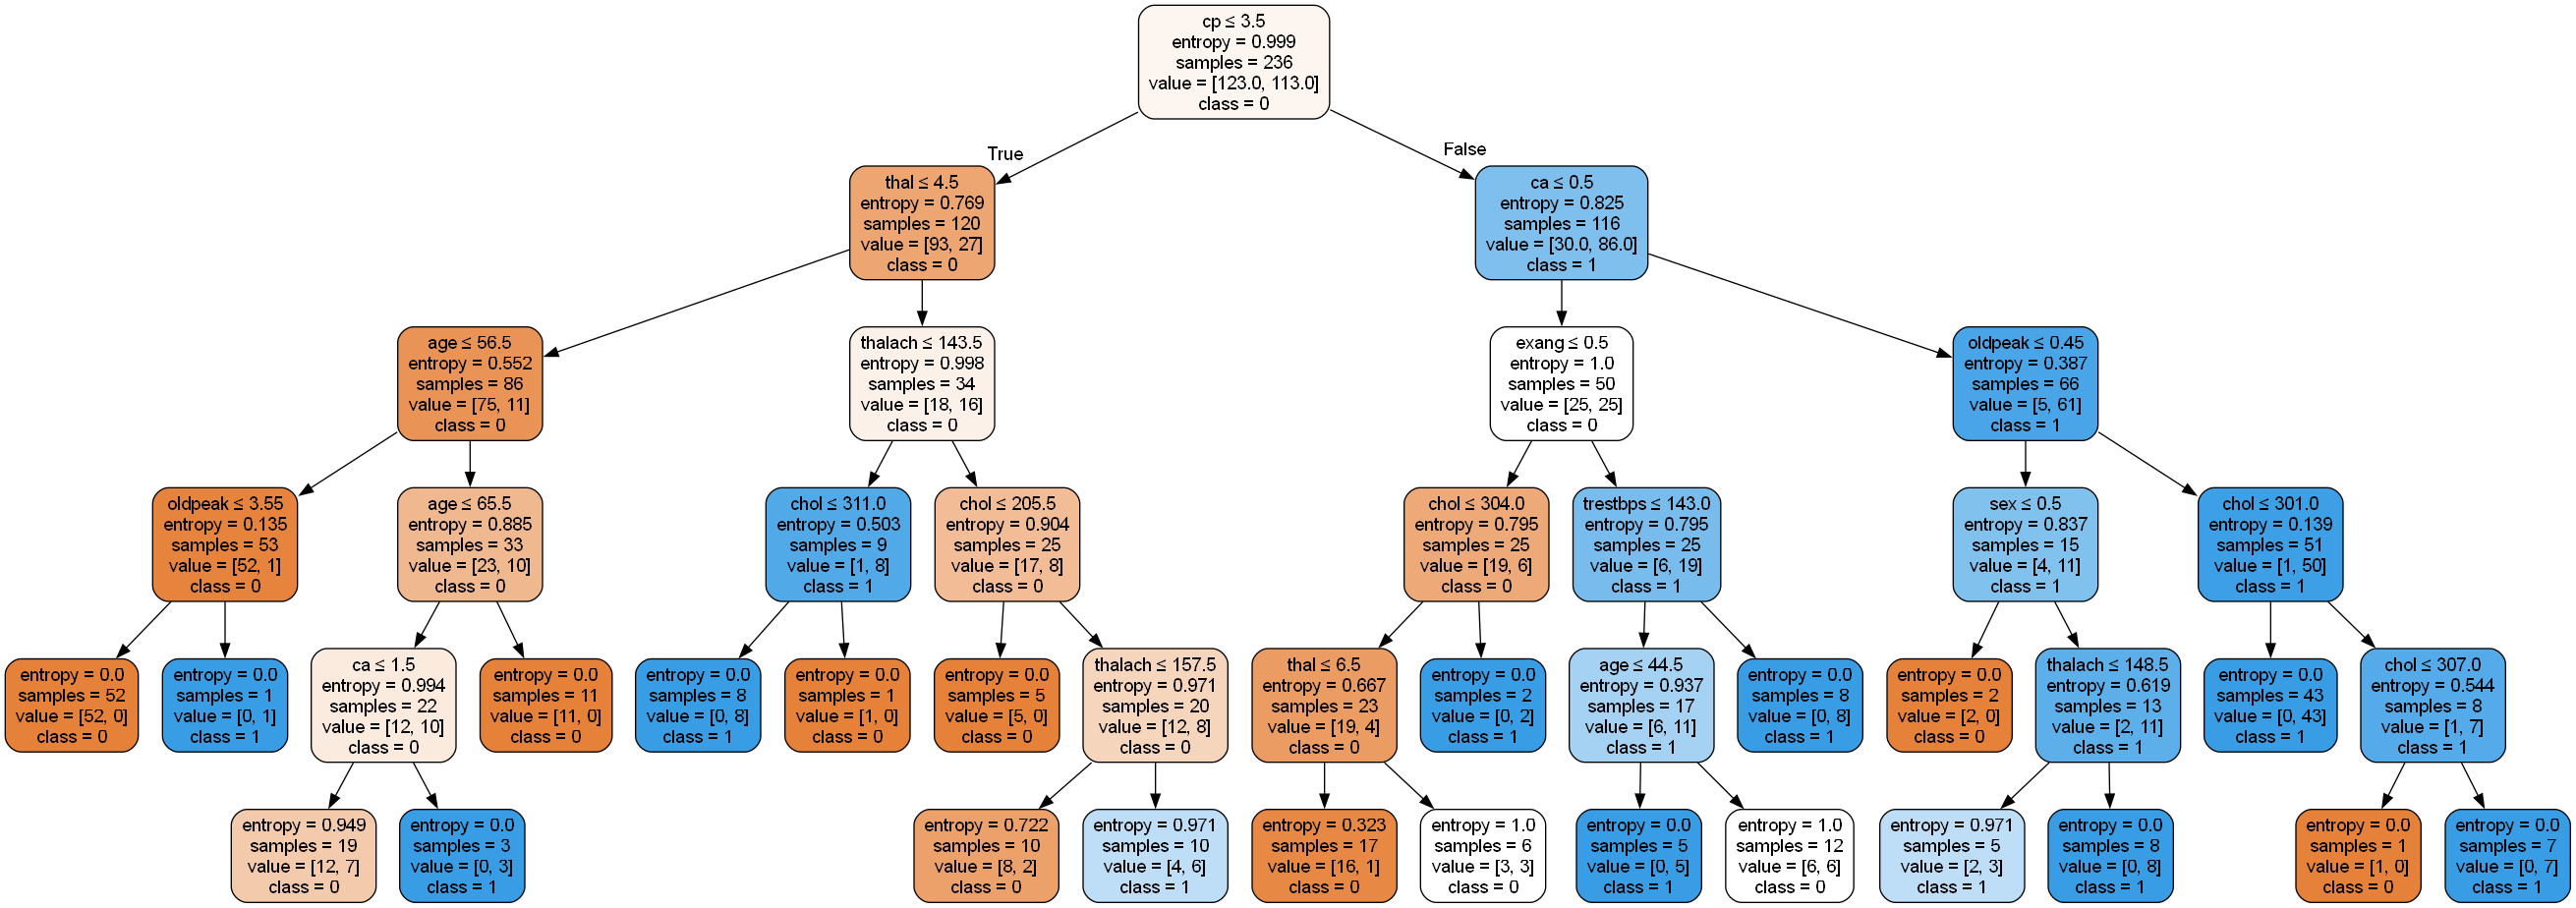 cp ≤ 3.5
entropy = 0.999
samples = 236
value = [123.0, 113.0]
class = 0
True
False
thal ≤ 4.5
entropy = 0.769
samples = 120
value = [93, 27]
class = 0
ca ≤ 0.5
entropy = 0.825
samples = 116
value = [30.0, 86.0]
class = 1
age ≤ 56.5
entropy = 0.552
samples = 86
value = [75, 11]
class = 0
thalach ≤ 143.5
entropy = 0.998
samples = 34
value = [18, 16]
class = 0
exang ≤ 0.5
entropy = 1.0
samples = 50
value = [25, 25]
class = 0
oldpeak ≤ 0.45
entropy = 0.387
samples = 66
value = [5, 61]
class = 1
oldpeak ≤ 3.55
entropy = 0.135
samples = 53
value = [52, 1]
class = 0
age ≤ 65.5
entropy = 0.885
samples = 33
value = [23, 10]
class = 0
chol ≤ 311.0
entropy = 0.503
samples = 9
value = [1, 8]
class = 1
chol ≤ 205.5
entropy = 0.904
samples = 25
value = [17, 8]
class = 0
chol ≤ 304.0
entropy = 0.795
samples = 25
value = [19, 6]
class = 0
trestbps ≤ 143.0
entropy = 0.795
samples = 25
value = [6, 19]
class = 1
sex ≤ 0.5
entropy = 0.837
samples = 15
value = [4, 11]
class = 1
chol ≤ 301.0
entropy = 0.139
samples = 51
value = [1, 50]
class = 1
entropy = 0.0
samples = 52
value = [52, 0]
class = 0
entropy = 0.0
samples = 1
value = [0, 1]
class = 1
ca ≤ 1.5
entropy = 0.994
samples = 22
value = [12, 10]
class = 0
entropy = 0.0
samples = 11
value = [11, 0]
class = 0
entropy = 0.0
samples = 8
value = [0, 8]
class = 1
entropy = 0.0
samples = 1
value = [1, 0]
class = 0
entropy = 0.0
samples = 5
value = [5, 0]
class = 0
thalach ≤ 157.5
entropy = 0.971
samples = 20
value = [12, 8]
class = 0
thal ≤ 6.5
entropy = 0.667
samples = 23
value = [19, 4]
class = 0
entropy = 0.0
samples = 2
value = [0, 2]
class = 1
age ≤ 44.5
entropy = 0.937
samples = 17
value = [6, 11]
class = 1
entropy = 0.0
samples = 8
value = [0, 8]
class = 1
entropy = 0.0
samples = 2
value = [2, 0]
class = 0
thalach ≤ 148.5
entropy = 0.619
samples = 13
value = [2, 11]
class = 1
entropy = 0.0
samples = 43
value = [0, 43]
class = 1
chol ≤ 307.0
entropy = 0.544
samples = 8
value = [1, 7]
class = 1
entropy = 0.949
samples = 19
value = [12, 7]
class = 0
entropy = 0.0
samples = 3
value = [0, 3]
class = 1
entropy = 0.722
samples = 10
value = [8, 2]
class = 0
entropy = 0.971
samples = 10
value = [4, 6]
class = 1
entropy = 0.323
samples = 17
value = [16, 1]
class = 0
entropy = 1.0
samples = 6
value = [3, 3]
class = 0
entropy = 0.0
samples = 5
value = [0, 5]
class = 1
entropy = 1.0
samples = 12
value = [6, 6]
class = 0
entropy = 0.971
samples = 5
value = [2, 3]
class = 1
entropy = 0.0
samples = 8
value = [0, 8]
class = 1
entropy = 0.0
samples = 1
value = [1, 0]
class = 0
entropy = 0.0
samples = 7
value = [0, 7]
class = 1